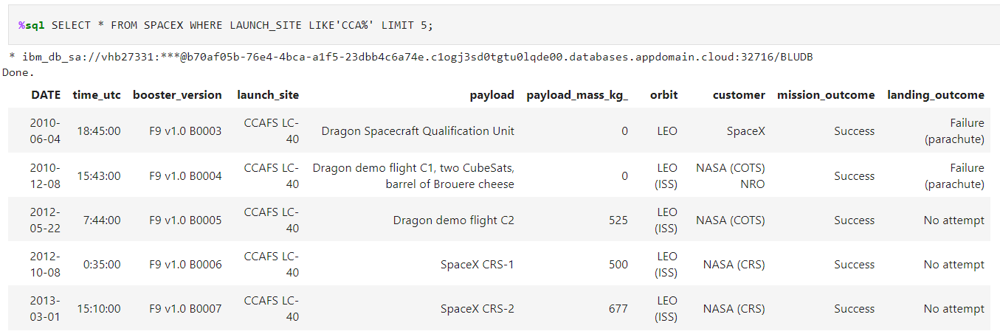 %sql SELECT * FROM SPACEX WHERE LAUNCH_SITE LIKE'CCA%' LIMIT 5;
* ibm_db_sa://vhb27331:***@b70af05b-76e4-4bca-a1f5-23dbb4c6a74e.c1ogj3sd0tgtu0lqde00.databases.appdomain.cloud:32716/BLUDB
Done.
DATE time_utc booster_version launch_site payload payload_mass_kg_ orbit customer mission_outcome landing_outcome
2010-06-04 18:45:00 F9 v1.0 B0003 CCAFS LC-40 Dragon Spacecraft Qualification Unit 0 LEO SpaceX Success Failure (parachute)
2010-12-08 15:43:00 F9 v1.0 B0004 CCAFS LC-40 Dragon demo flight C1, two CubeSats, barrel of Brouere cheese 0 LEO (ISS) NASA (COTS) NRO Success Failure (parachute)
2012-05-22 7:44:00 F9 v1.0 B0005 CCAFS LC-40 Dragon demo flight C2 525 LEO (ISS) NASA (COTS) Success No attempt
2012-10-08 0:35:00 F9 v1.0 B0006 CCAFS LC-40 SpaceX CRS-1 500 LEO (ISS) NASA (CRS) Success No attempt
2013-03-01 15:10:00 F9 v1.0 B0007 CCAFS LC-40 SpaceX CRS-2 677 LEO (ISS) NASA (CRS) Success No attempt